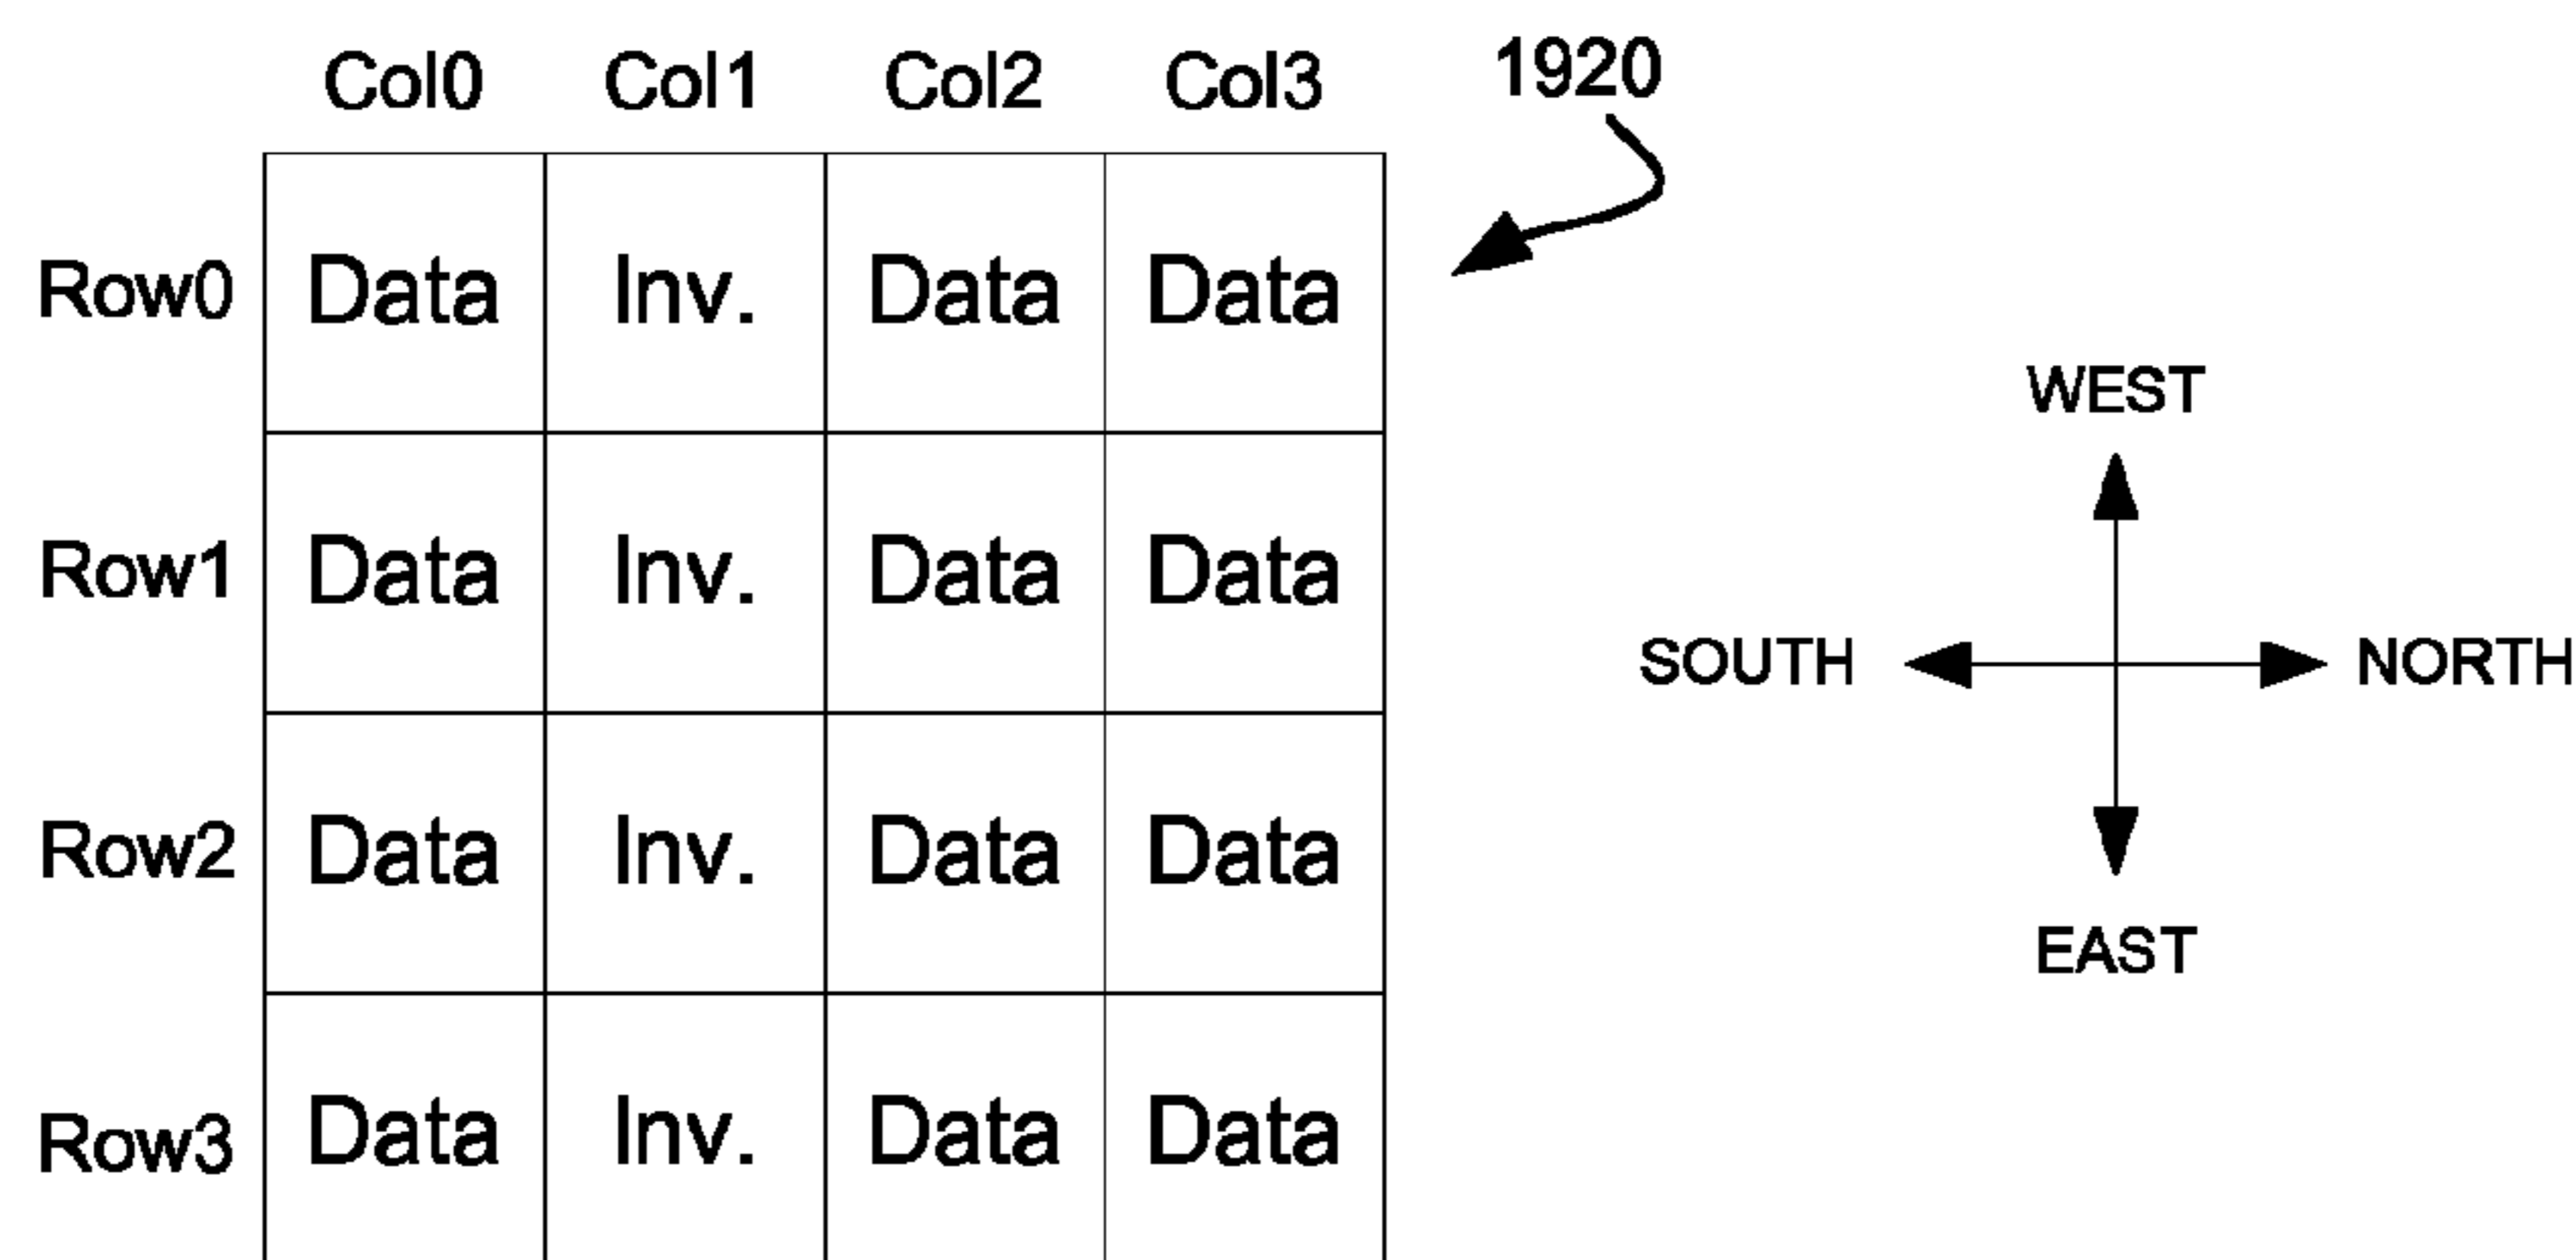 Col0 Col1 Col2 Col3 1920
Row0 Data Inv. Data Data
WEST
Row1 Data Inv. Data Data
SOUTH NORTH
Row2 Data Inv. Data Data
EAST
Row3 Data Inv. Data Data